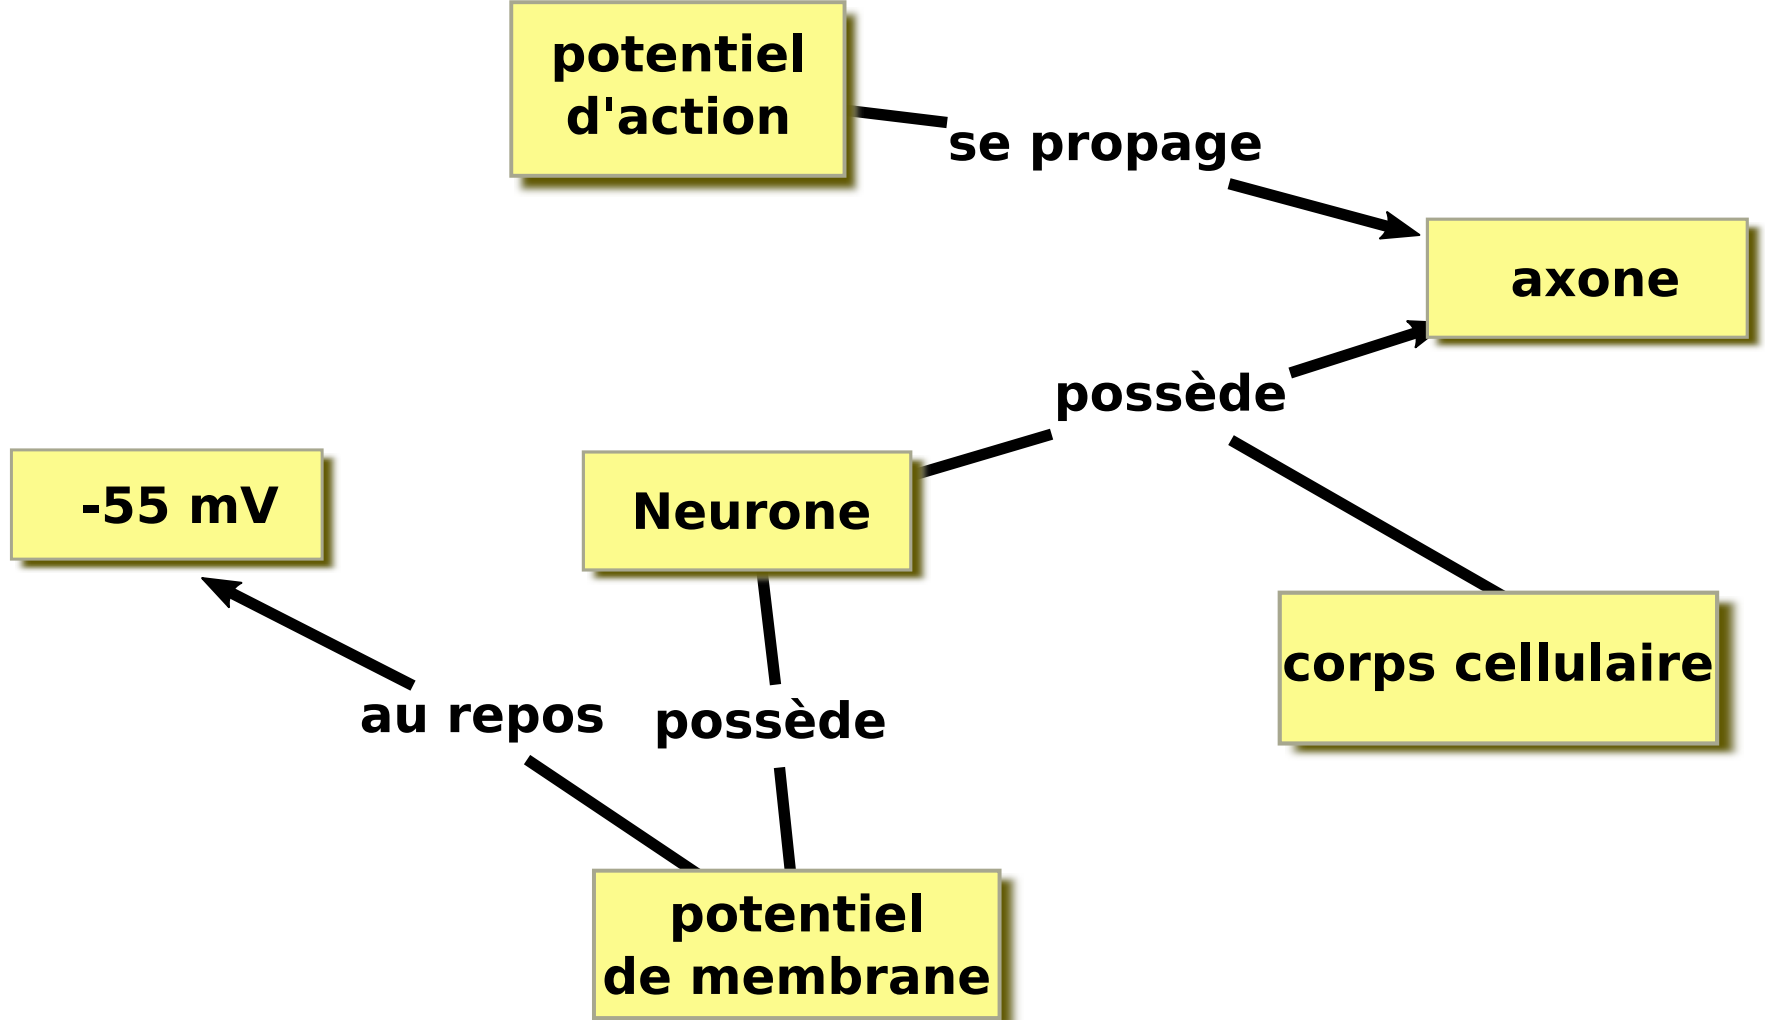 potentiel
d'action
se propage
axone
possède
-55 mV
Neurone
corps cellulaire
au repos
possède
potentiel
de membrane